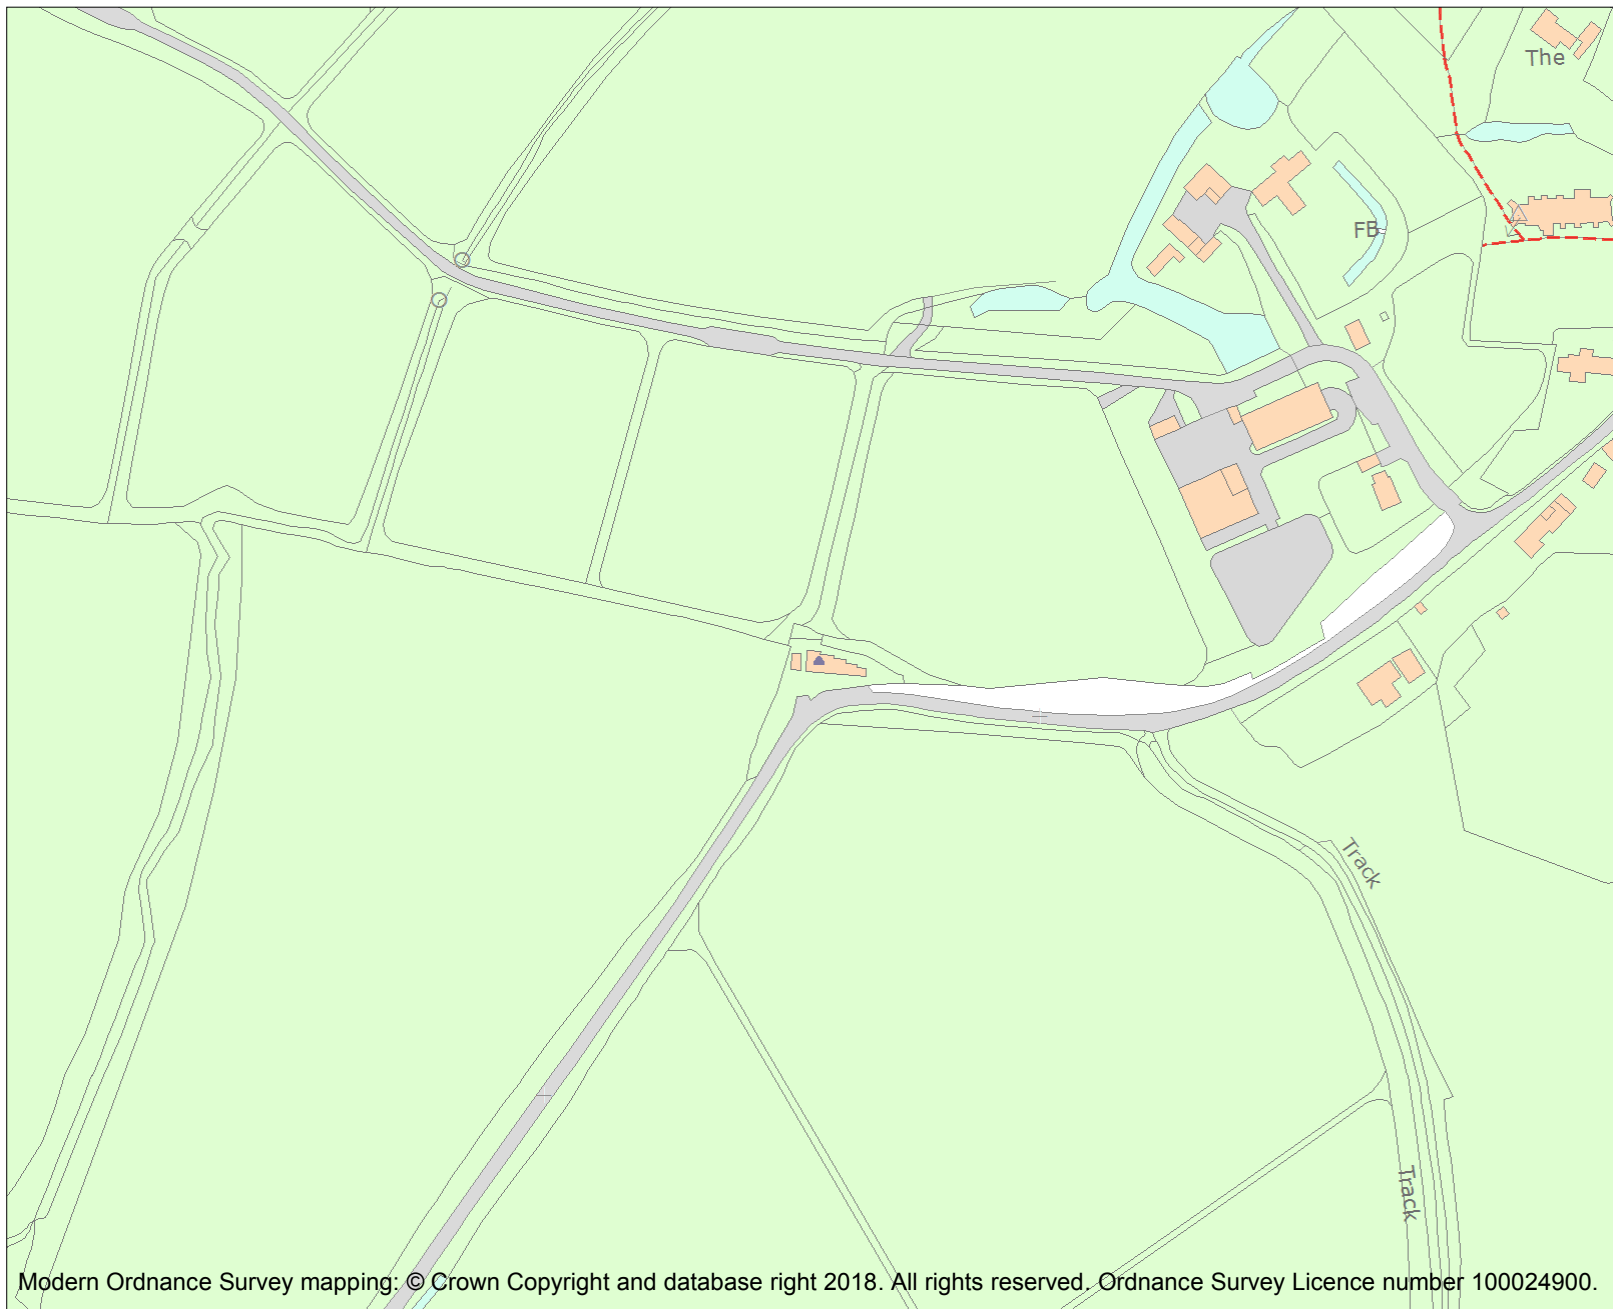 The
FB
Track
Track
Modern Ordnance Survey mapping: © Crown Copyright and database right 2018. All rights reserved. Ordnance Survey Licence number 100024900.